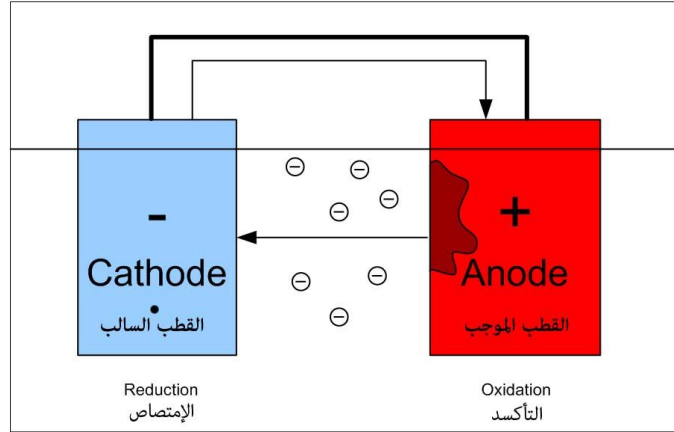 -
+
Cathode
Anode
القطب السالب
القطب الموجب
Reduction
Oxidation
الإمتصاص
التأكسد